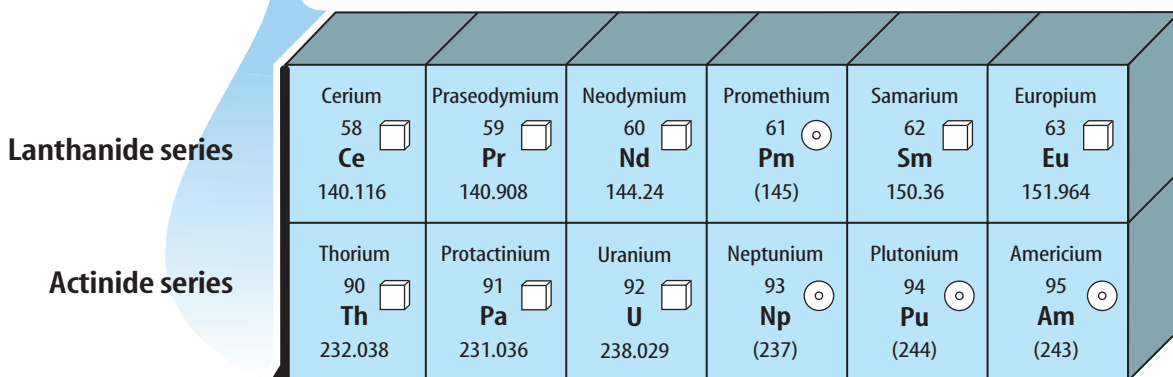 Lanthanide series
Cerium
58
Ce
140.116
Praseodymium
59
Pr
140.908
Neodymium
60
Nd
144.24
Promethium
61
Pm
(145)
Samarium
62
Sm
150.36
Europium
63
Eu
151.964
Actinide series
Thorium
90
Th
232.038
Protactinium
91
Pa
231.036
Uranium
92
U
238.029
Neptunium
93
Np
(237)
Plutonium
94
Pu
(244)
Americium
95
Am
(243)